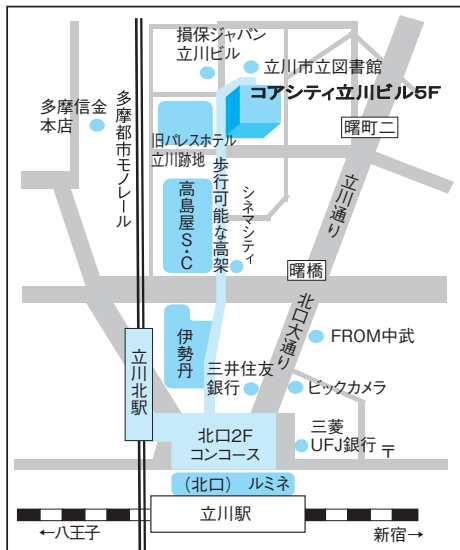 損保ジャパン
立川ビル
立川市立図書館
コアシティ立川ビル5F
多摩信金
本店
多摩都市モノレール
旧パレスホテル
立川跡地
曙町二
高島屋S・C
歩行可能な高架
シネマシティ
立川通り
曙橋
北口大通り
伊勢丹
FROM中武
立川北駅
三井住友
銀行
ビックカメラ
北口2F
コンコース
三菱
UFJ銀行
〒
(北口) ルミネ
立川駅
←八王子
新宿→